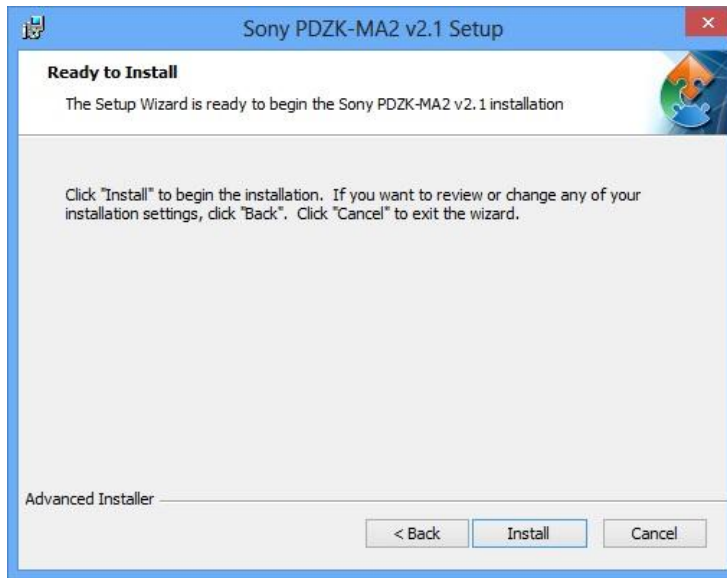 Sony PDZK-MA2 v2.1 Setup
Ready to Install
The Setup Wizard is ready to begin the Sony PDZK-MA2 v2.1 installation
Click "Install" to begin the installation.  If you want to review or change any of your
installation settings, click "Back".  Click "Cancel" to exit the wizard.
Advanced Installer
< Back
Install
Cancel